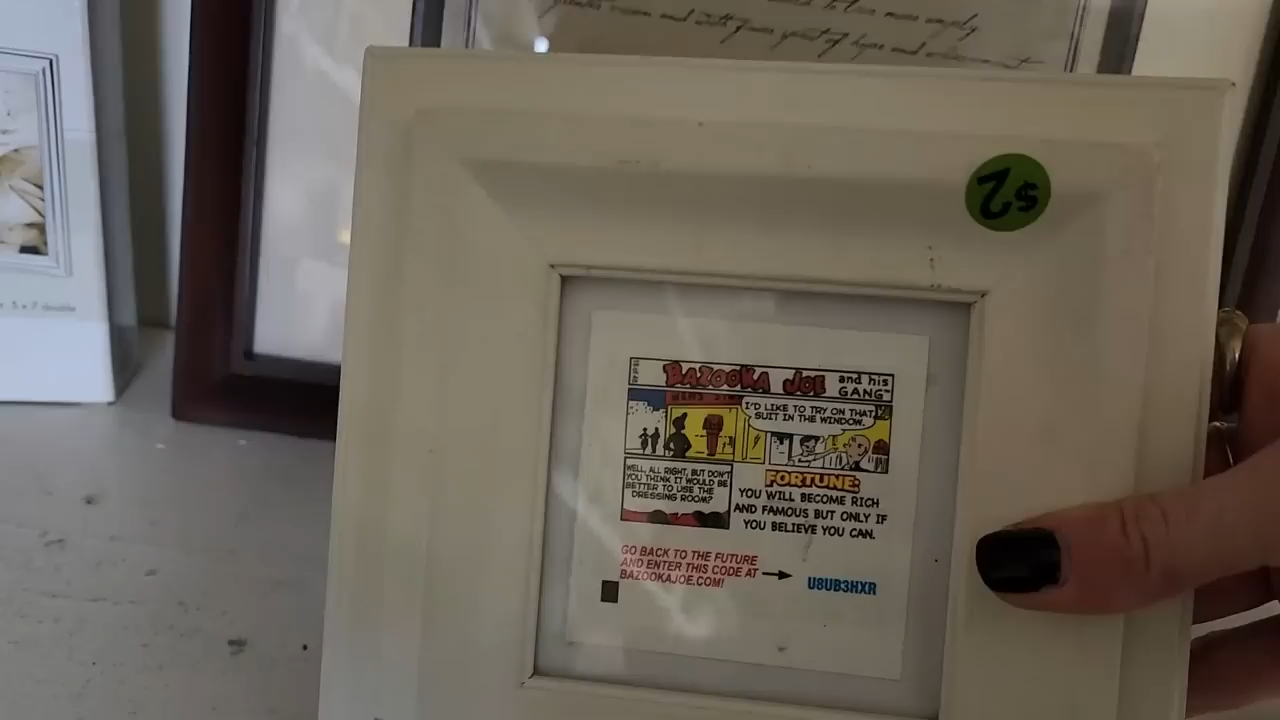 $2
BAZOOKA JOE and his GANG™
I'D LIKE TO TRY ON THAT
SUIT IN THE WINDOW.
WELL, ALL RIGHT, BUT DON'T
YOU THINK IT WOULD BE
BETTER TO USE THE
DRESSING ROOM?
FORTUNE:
YOU WILL BECOME RICH
AND FAMOUS BUT ONLY IF
YOU BELIEVE YOU CAN.
GO BACK TO THE FUTURE
AND ENTER THIS CODE AT
BAZOOKAJOE.COM!
U8UB3HXR